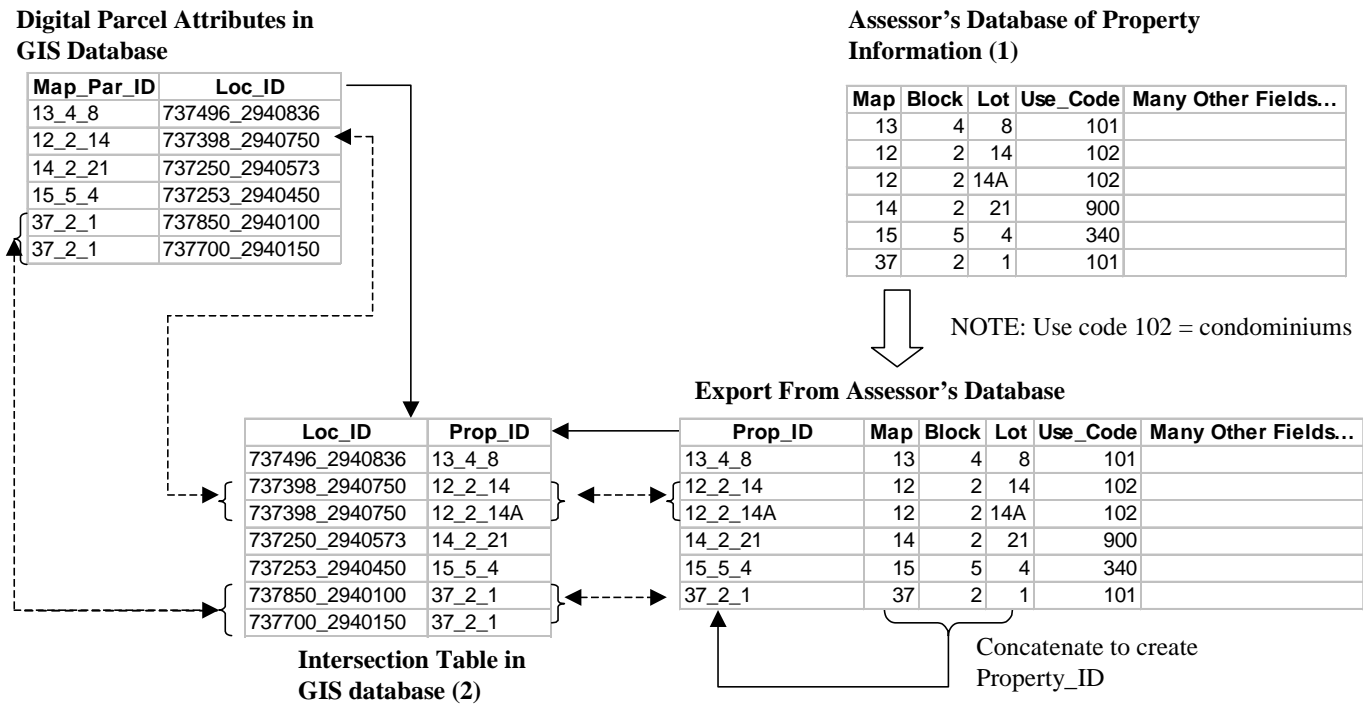 Digital Parcel Attributes in
GIS Database
Map_Par_ID Loc_ID
13_4_8 737496_2940836
12_2_14 737398_2940750
14_2_21 737250_2940573
15_5_4 737253_2940450
37_2_1 737850_2940100
37_2_1 737700_2940150
Assessor’s Database of Property
Information (1)
Map Block Lot Use_Code Many Other Fields...
13 4 8 101
12 2 14 102
12 2 14A 102
14 2 21 900
15 5 4 340
37 2 1 101
NOTE: Use code 102 = condominiums
Export From Assessor’s Database
Loc_ID Prop_ID
737496_2940836 13_4_8
737398_2940750 12_2_14
737398_2940750 12_2_14A
737250_2940573 14_2_21
737253_2940450 15_5_4
737850_2940100 37_2_1
737700_2940150 37_2_1
Intersection Table in
GIS database (2)
Prop_ID Map Block Lot Use_Code Many Other Fields...
13_4_8 13 4 8 101
12_2_14 12 2 14 102
12_2_14A 12 2 14A 102
14_2_21 14 2 21 900
15_5_4 15 5 4 340
37_2_1 37 2 1 101
Concatenate to create
Property_ID